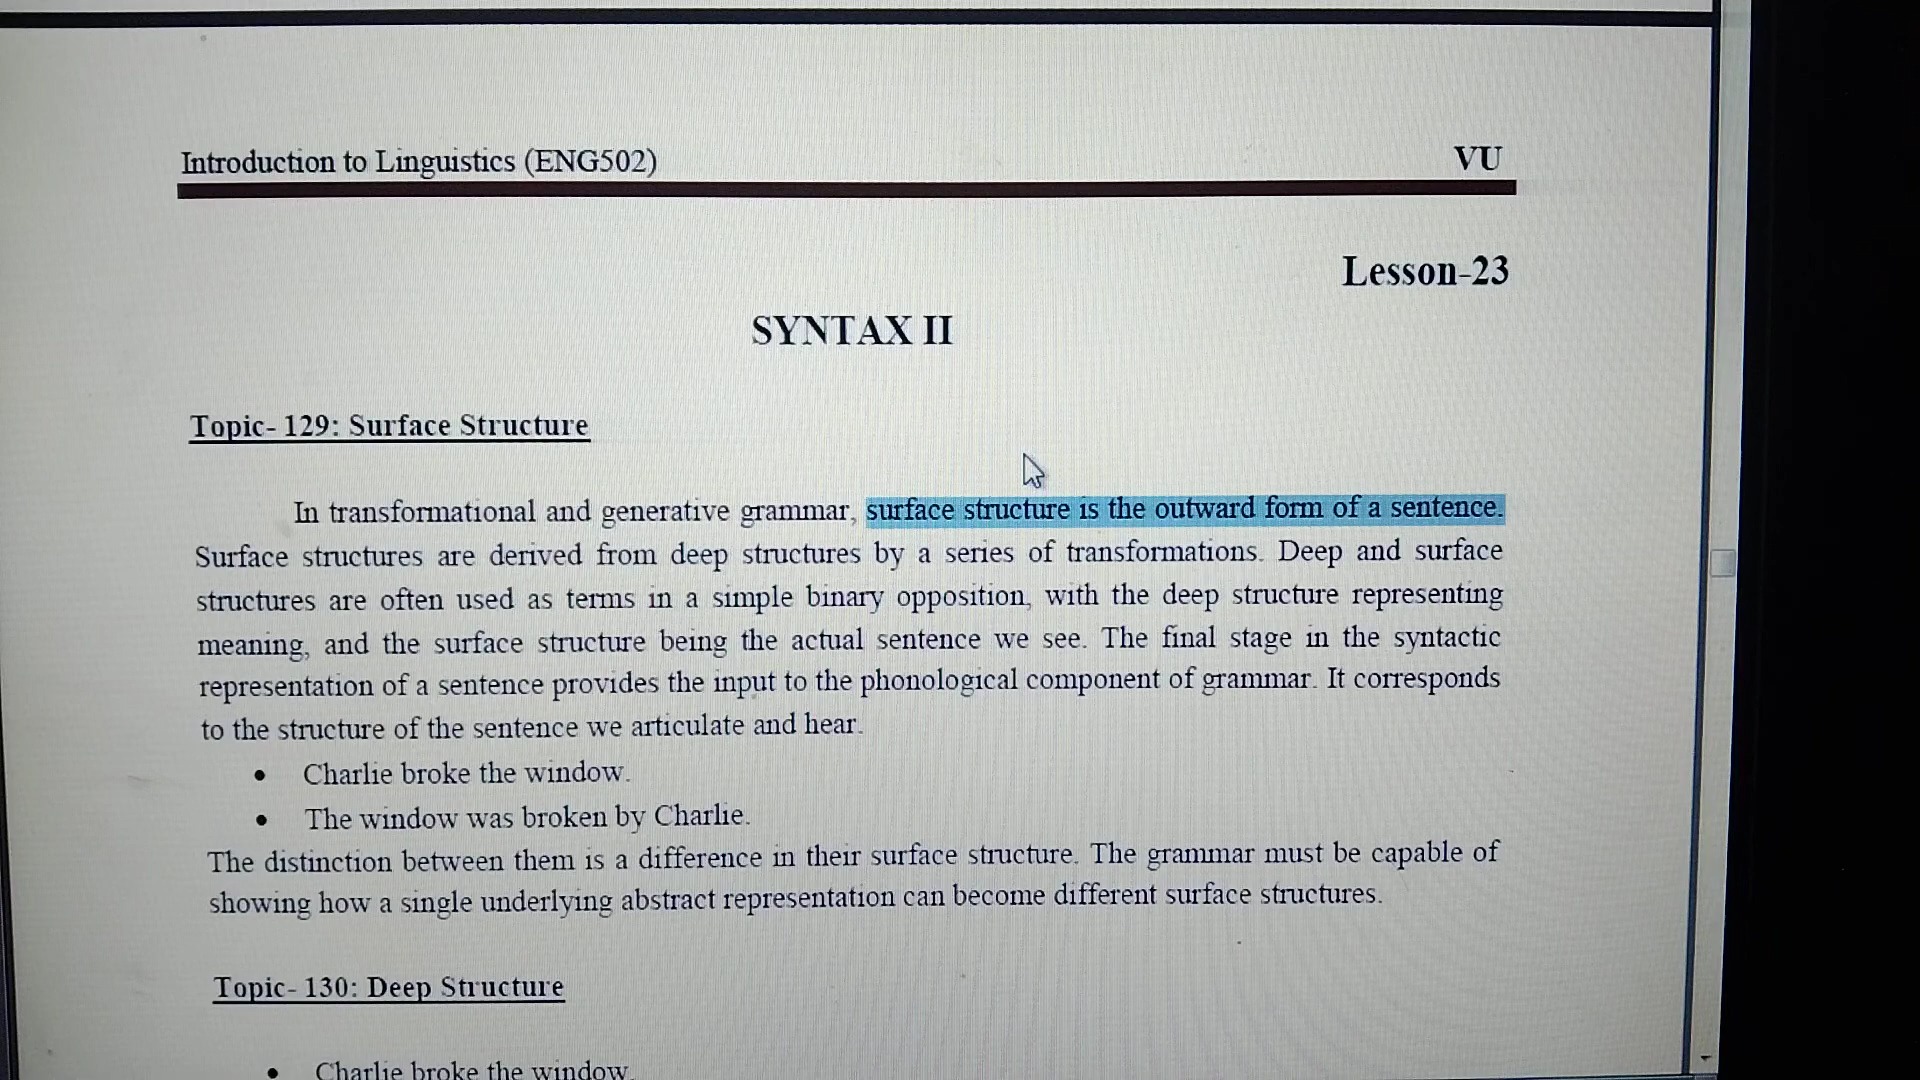 Introduction to Linguistics (ENG502) VU
Lesson-23
SYNTAX II
Topic- 129: Surface Structure
In transformational and generative grammar, surface structure is the outward form of a sentence.
Surface structures are derived from deep structures by a series of transformations. Deep and surface
structures are often used as terms in a simple binary opposition, with the deep structure representing
meaning, and the surface structure being the actual sentence we see. The final stage in the syntactic
representation of a sentence provides the input to the phonological component of grammar. It corresponds
to the structure of the sentence we articulate and hear.
• Charlie broke the window.
• The window was broken by Charlie.
The distinction between them is a difference in their surface structure. The grammar must be capable of
showing how a single underlying abstract representation can become different surface structures.
Topic- 130: Deep Structure
• Charlie broke the window.